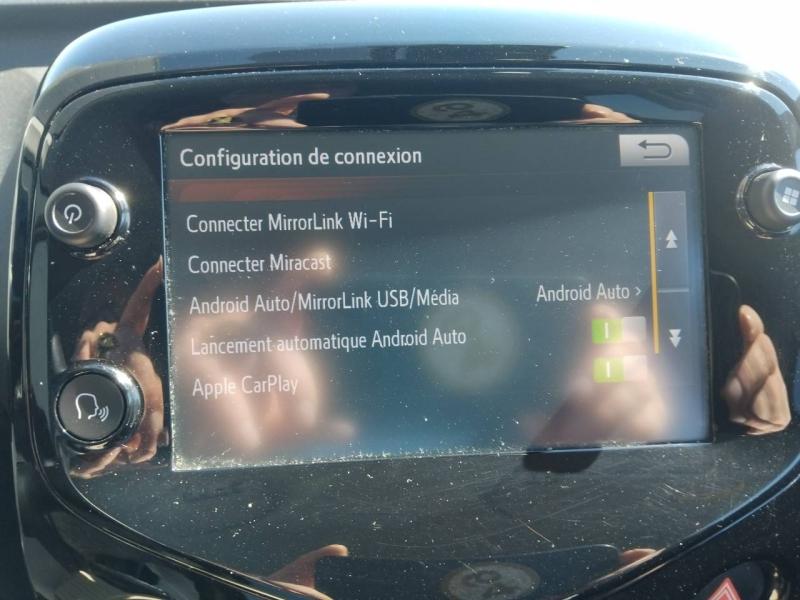 Configuration de connexion
Connecter MirrorLink Wi-Fi
Connecter Miracast
Android Auto/MirrorLink USB/Média Android Auto ›
Lancement automatique Android Auto
Apple CarPlay